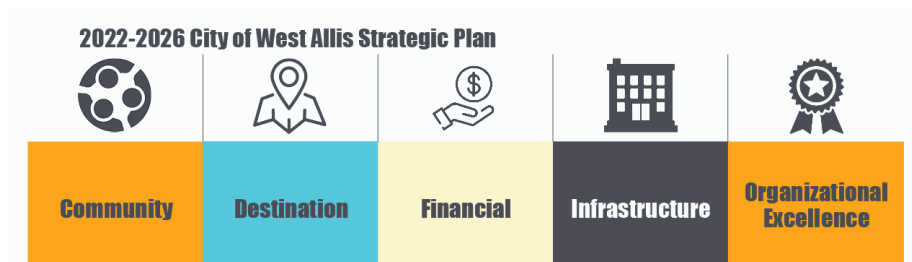 2022-2026 City of West Allis Strategic Plan
$
Community
Destination
Financial
Infrastructure
Organizational
Excellence